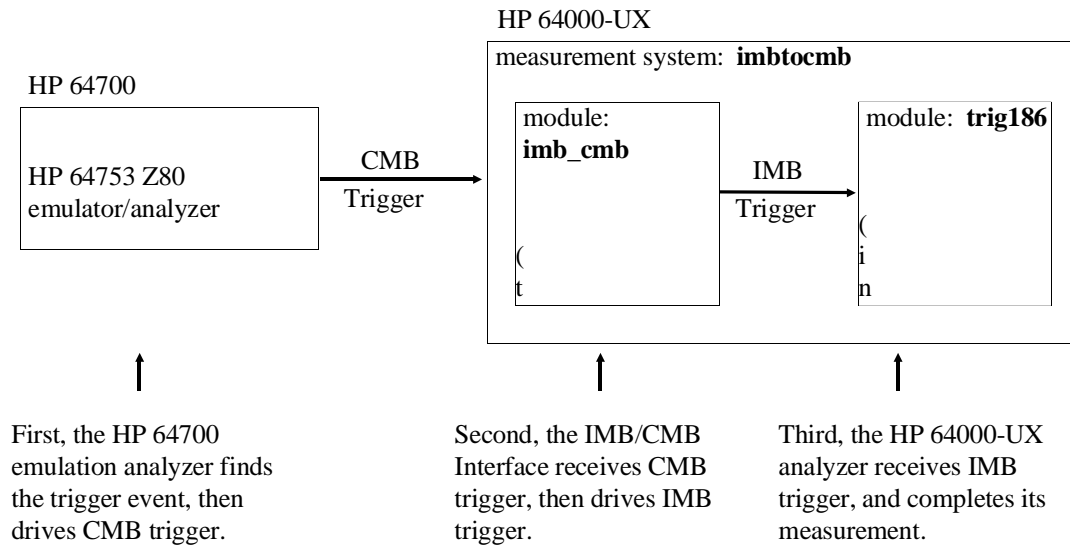 HP 64000-UX
measurement system: imbtocmb
HP 64700
HP 64753 Z80
emulator/analyzer
CMB
Trigger
module:
imb_cmb
(
t
IMB
Trigger
module: trig186
(
i
n
First, the HP 64700
emulation analyzer finds
the trigger event, then
drives CMB trigger.
Second, the IMB/CMB
Interface receives CMB
trigger, then drives IMB
trigger.
Third, the HP 64000-UX
analyzer receives IMB
trigger, and completes its
measurement.